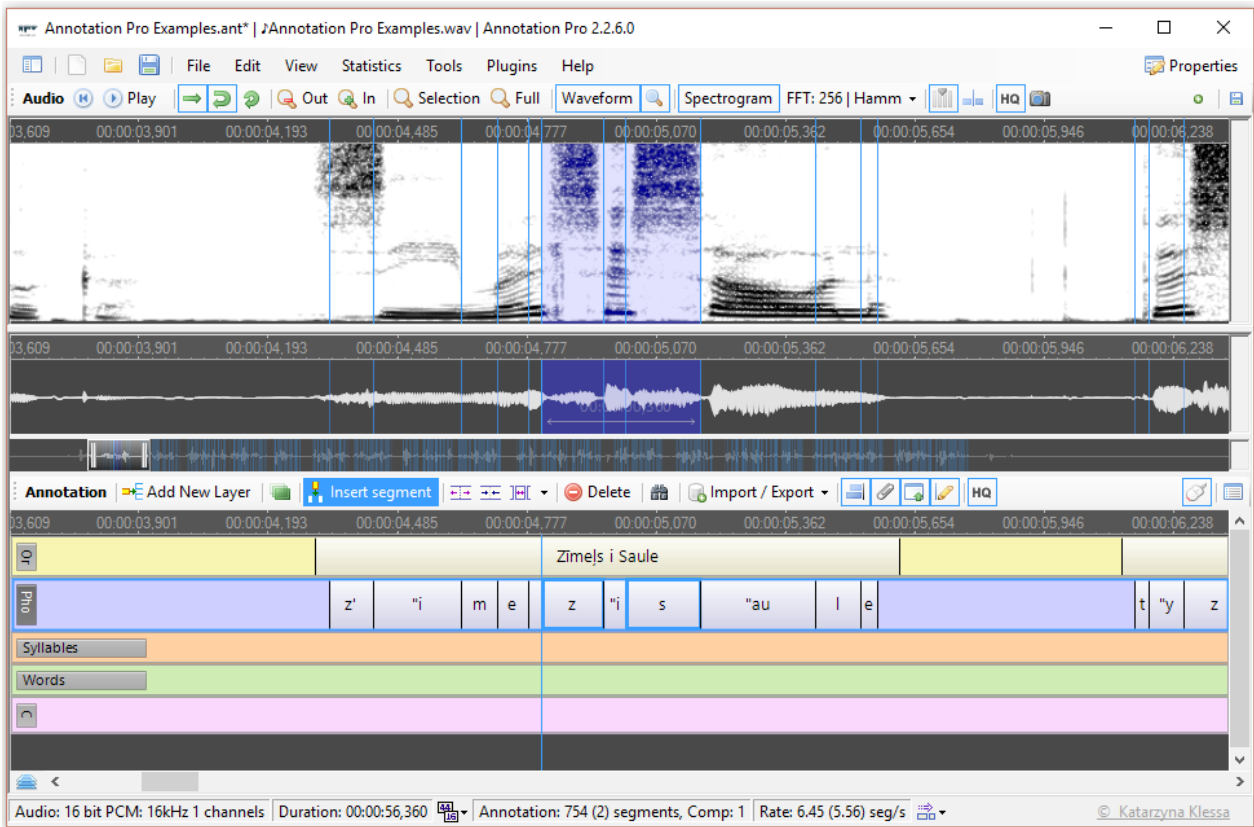 Annotation Pro Examples.ant* | ♪Annotation Pro Examples.wav | Annotation Pro 2.2.6.0
File Edit View Statistics Tools Plugins Help Properties
Audio Play Out In Selection Full Waveform Spectrogram FFT: 256 | Hamm HQ
03,609 00:00:03,901 00:00:04,193 00:00:04,485 00:00:04,777 00:00:05,070 00:00:05,362 00:00:05,654 00:00:05,946 00:00:06,238
03,609 00:00:03,901 00:00:04,193 00:00:04,485 00:00:04,777 00:00:05,070 00:00:05,362 00:00:05,654 00:00:05,946 00:00:06,238
Annotation Add New Layer Insert segment Delete Import / Export HQ
03,609 00:00:03,901 00:00:04,193 00:00:04,485 00:00:04,777 00:00:05,070 00:00:05,362 00:00:05,654 00:00:05,946 00:00:06,238
Or Zīmeļs i Saule
Pho z' "i m e z "i s "au l e t "y z
Syllables
Words
C
Audio: 16 bit PCM: 16kHz 1 channels Duration: 00:00:56,360 44 16 Annotation: 754 (2) segments, Comp: 1 Rate: 6.45 (5.56) seg/s © Katarzyna Klessa